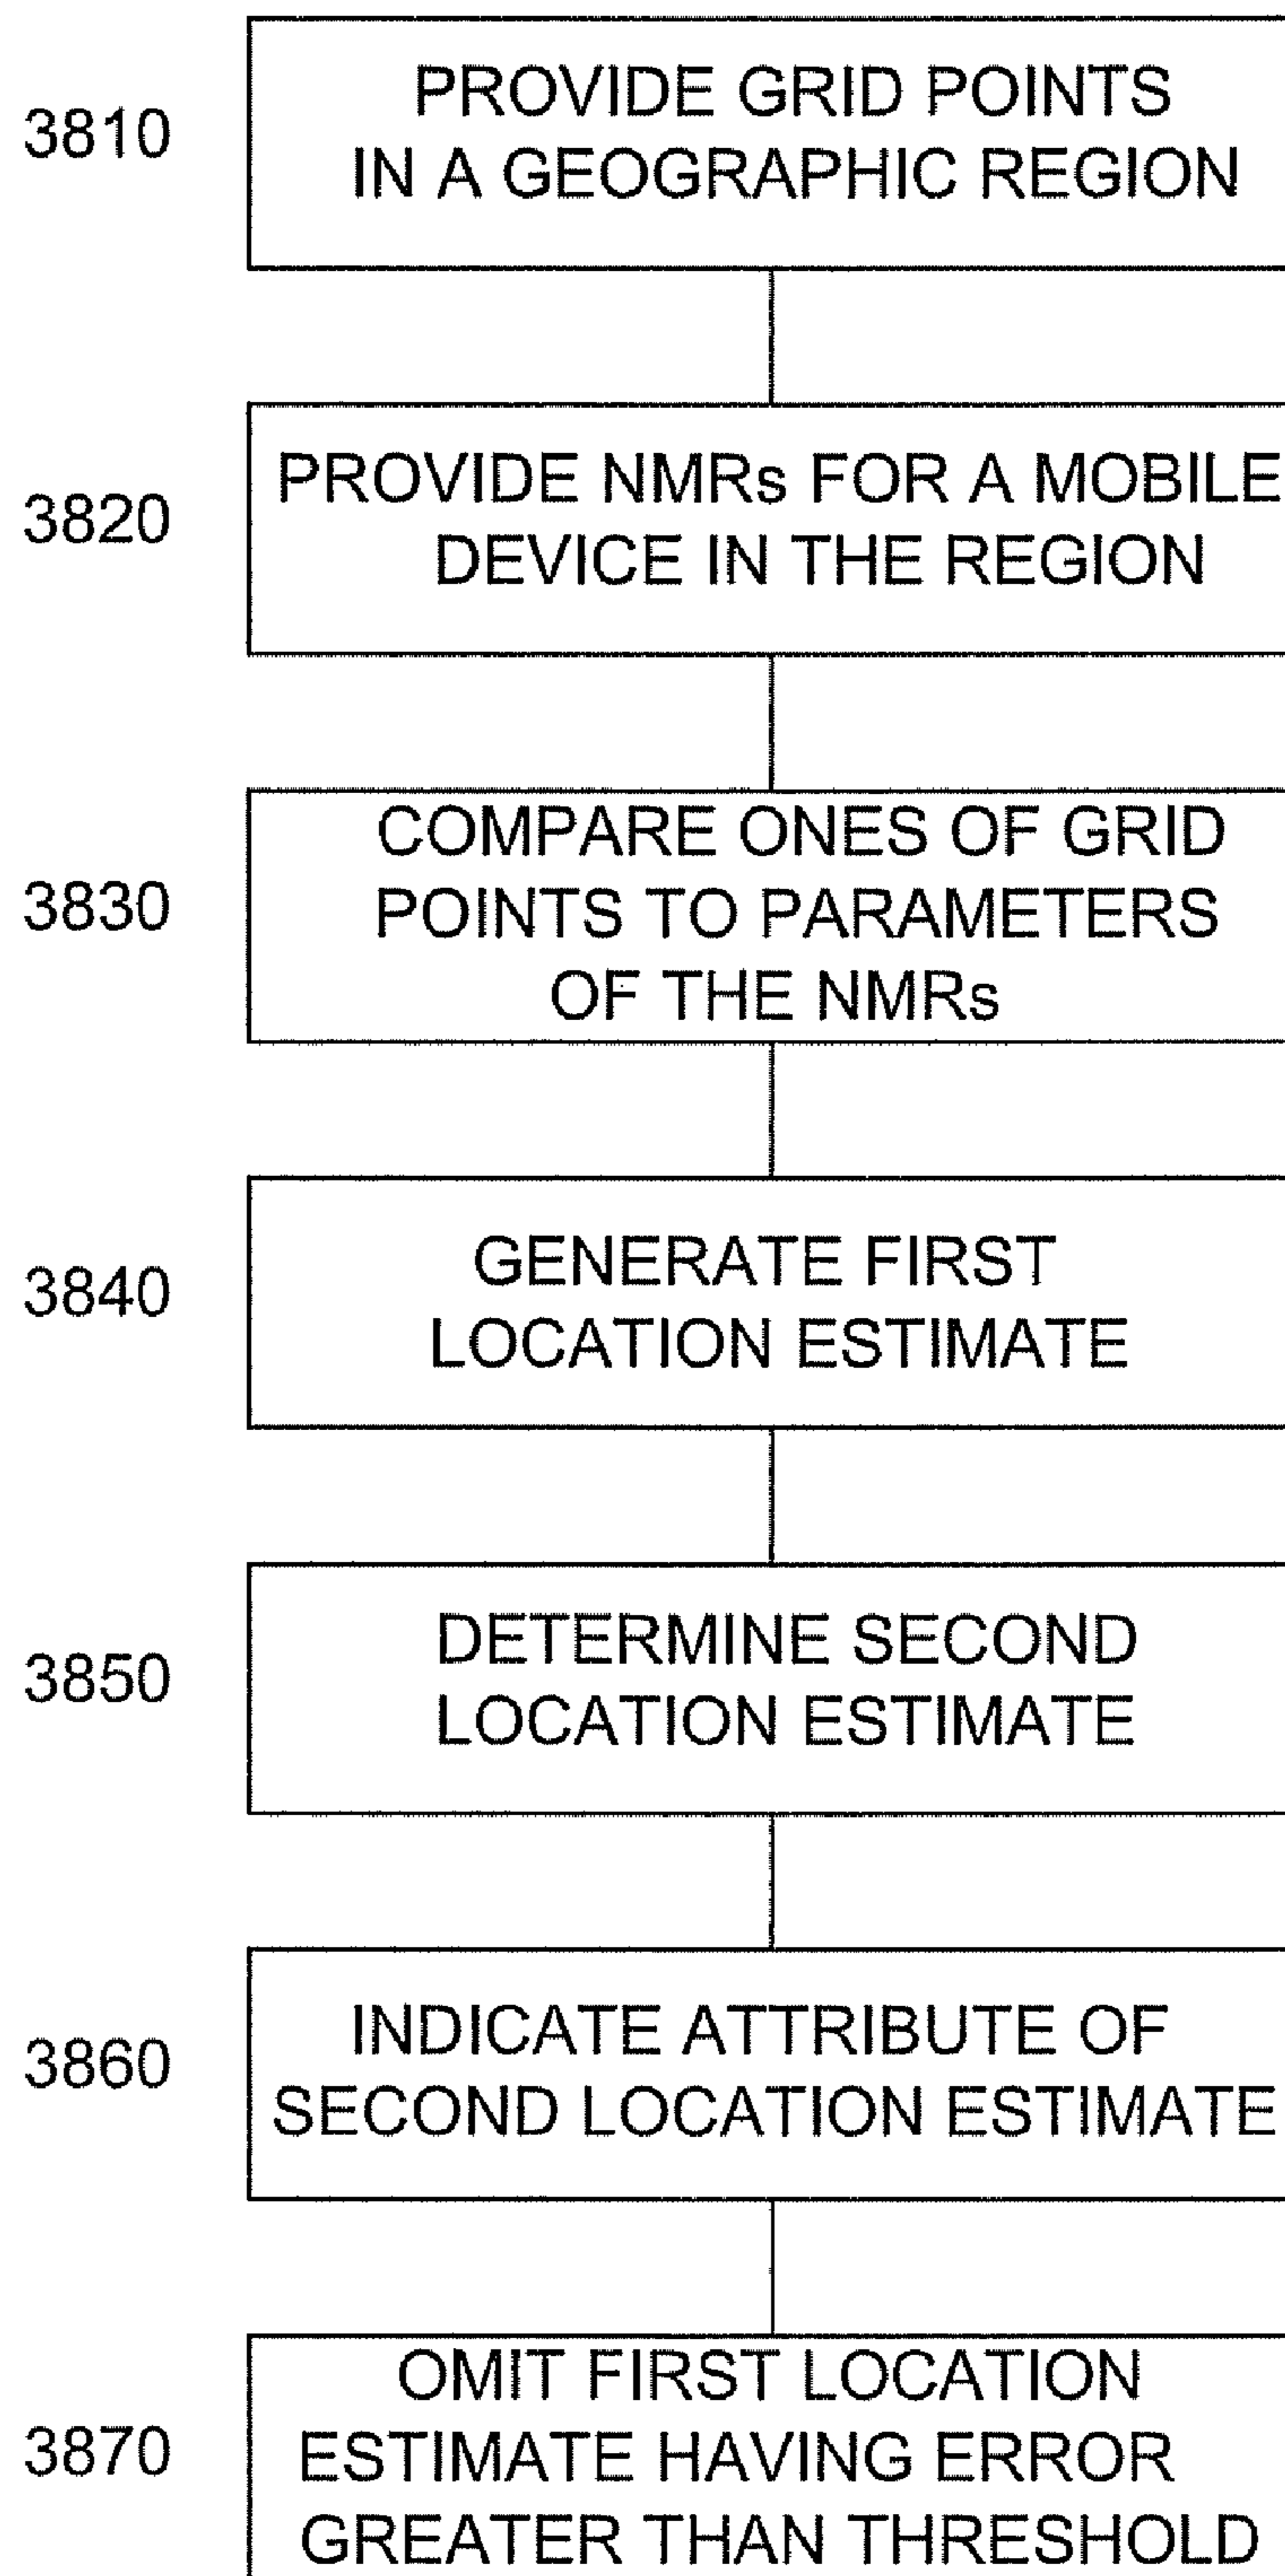 3810
PROVIDE GRID POINTS
IN A GEOGRAPHIC REGION
3820
PROVIDE NMRs FOR A MOBILE
DEVICE IN THE REGION
3830
COMPARE ONES OF GRID
POINTS TO PARAMETERS
OF THE NMRs
3840
GENERATE FIRST
LOCATION ESTIMATE
3850
DETERMINE SECOND
LOCATION ESTIMATE
3860
INDICATE ATTRIBUTE OF
SECOND LOCATION ESTIMATE
3870
OMIT FIRST LOCATION
ESTIMATE HAVING ERROR
GREATER THAN THRESHOLD